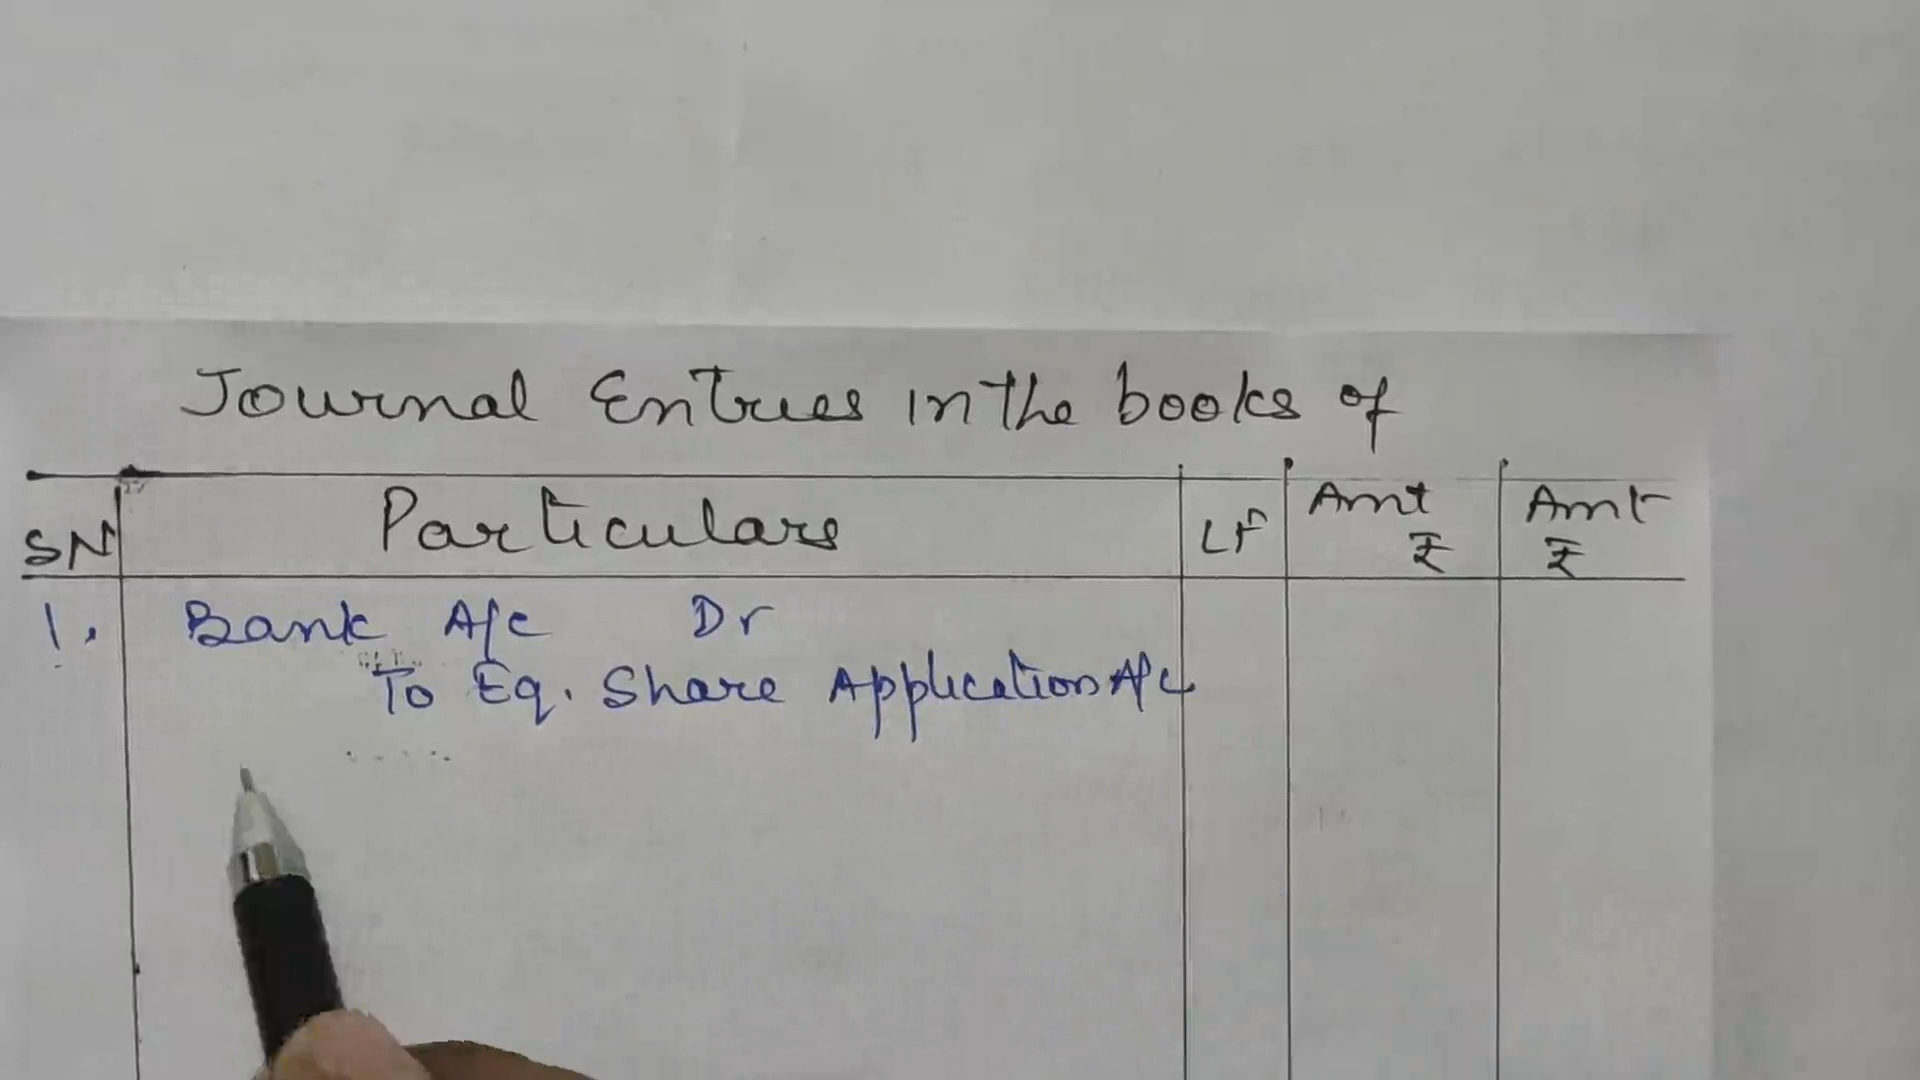 Journal Entries in the books of
SN Particulars LF Amt ₹ Amt ₹
1. Bank A/c Dr
To Eq. Share Application A/c